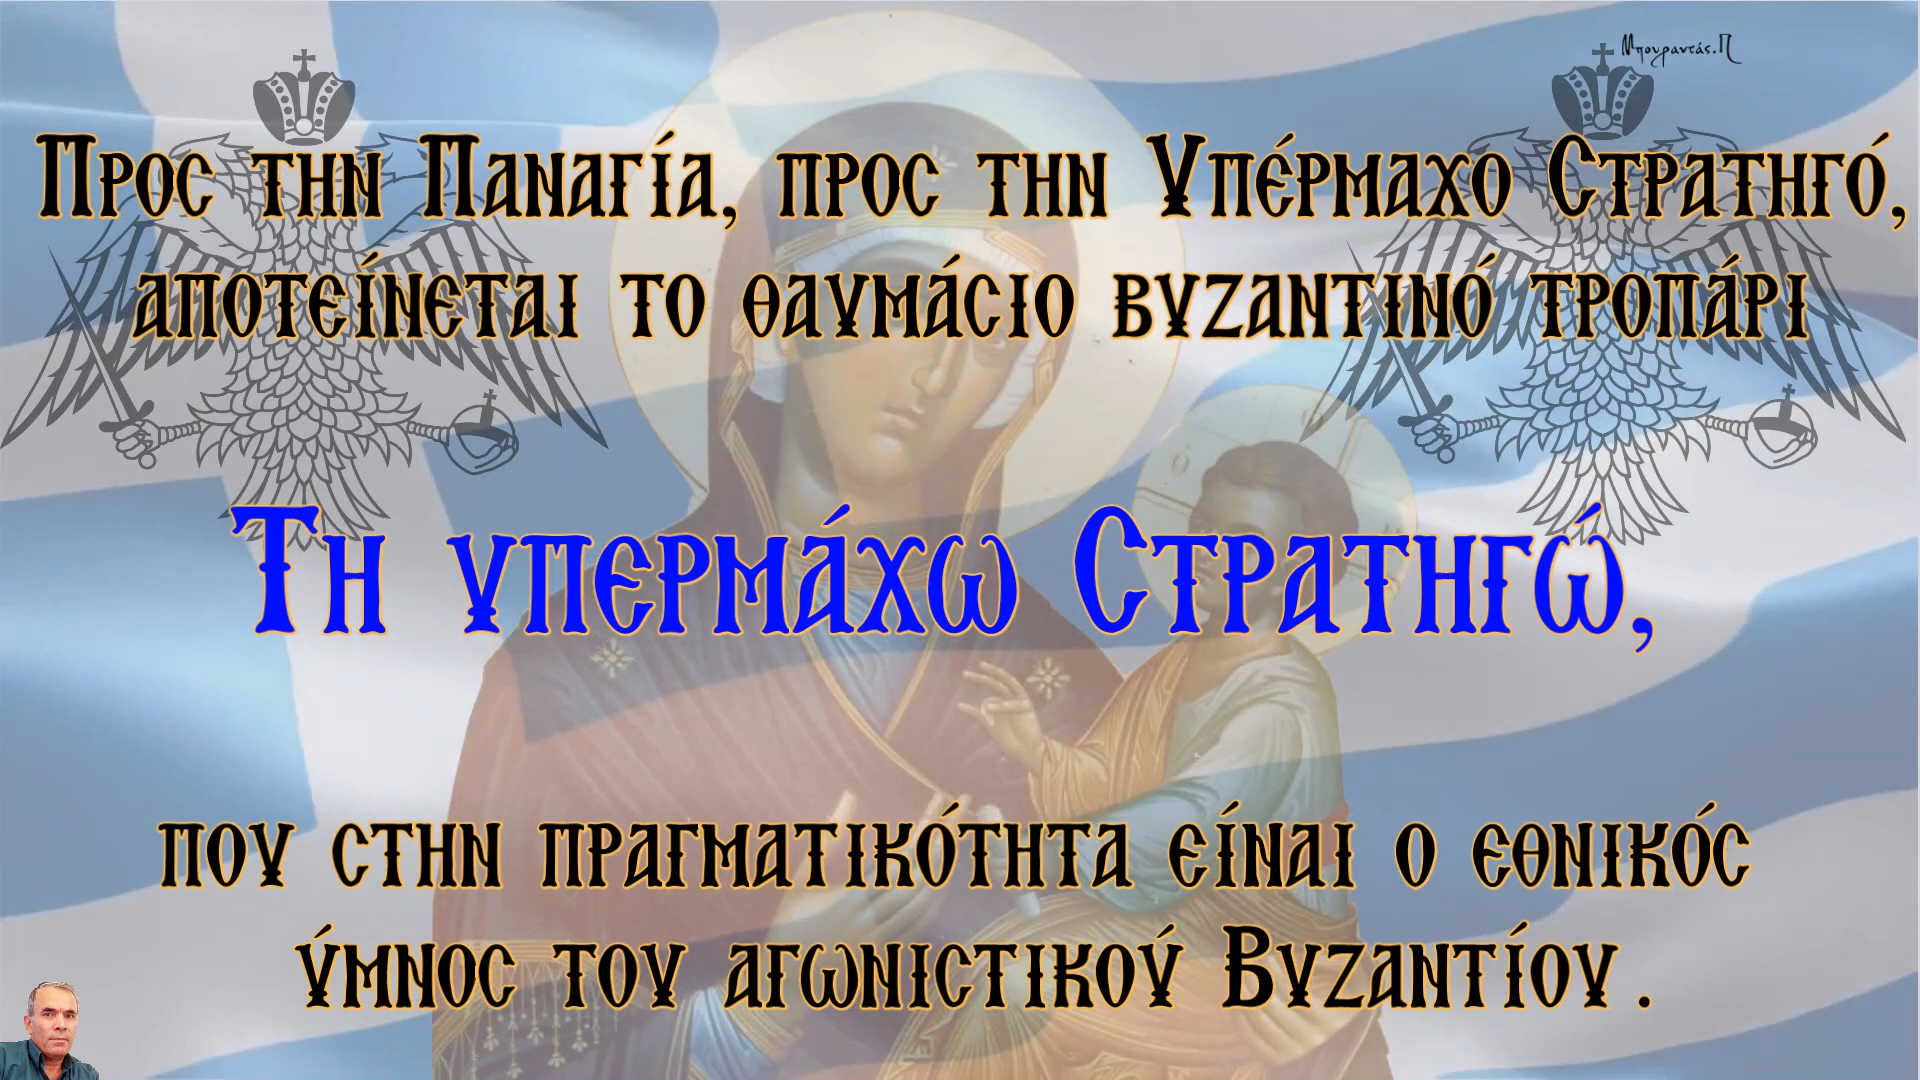 Μπουραντάς.Π
Προς την Παναγία, προς την Υπέρμαχο Στρατηγό,
αποτείνεται το θαυμάσιο βυζαντινό τροπάρι
Τη υπερμάχω Στρατηγώ,
που στην πραγματικότητα είναι ο εθνικός
ύμνος του αγωνιστικού Βυζαντίου.